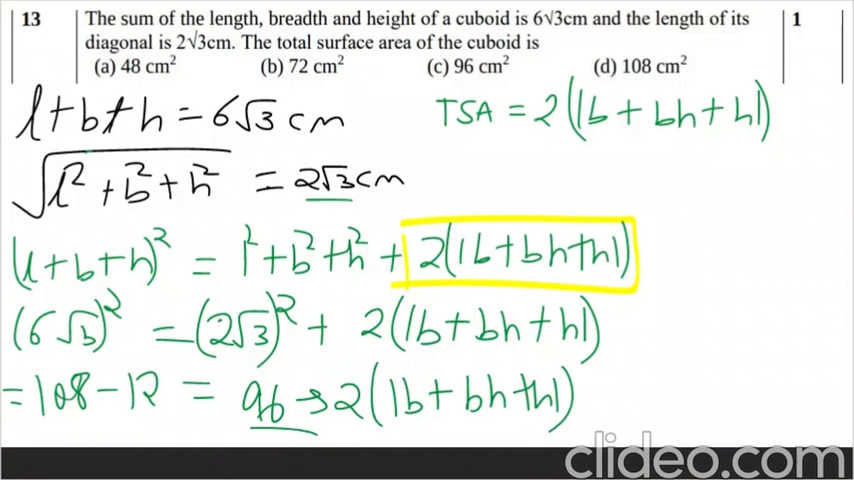 13 The sum of the length, breadth and height of a cuboid is 6√3cm and the length of its 1
diagonal is 2√3cm. The total surface area of the cuboid is
(a) 48 cm² (b) 72 cm² (c) 96 cm² (d) 108 cm²
l+b+h = 6√3 cm TSA = 2(lb + bh + hl)
√l² + b² + h² = 2√3 cm
(l+b+h)² = l² + b² + h² + 2(lb+bh+hl)
(6√3)² = (2√3)² + 2(lb+bh+hl)
= 108 - 12 = 96 → 2(lb+bh+hl)
clideo.com